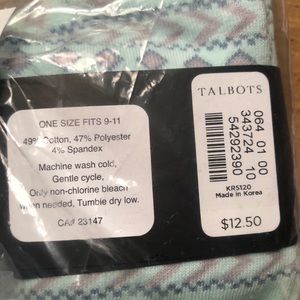 ONE SIZE FITS 9-11
49% Cotton, 47% Polyester
4% Spandex
Machine wash cold,
Gentle cycle.
Only non-chlorine bleach
when needed, Tumble dry low.
CA# 23147
TALBOTS
064 01 00
343724 10
54292390
KR5120
Made in Korea
$12.50